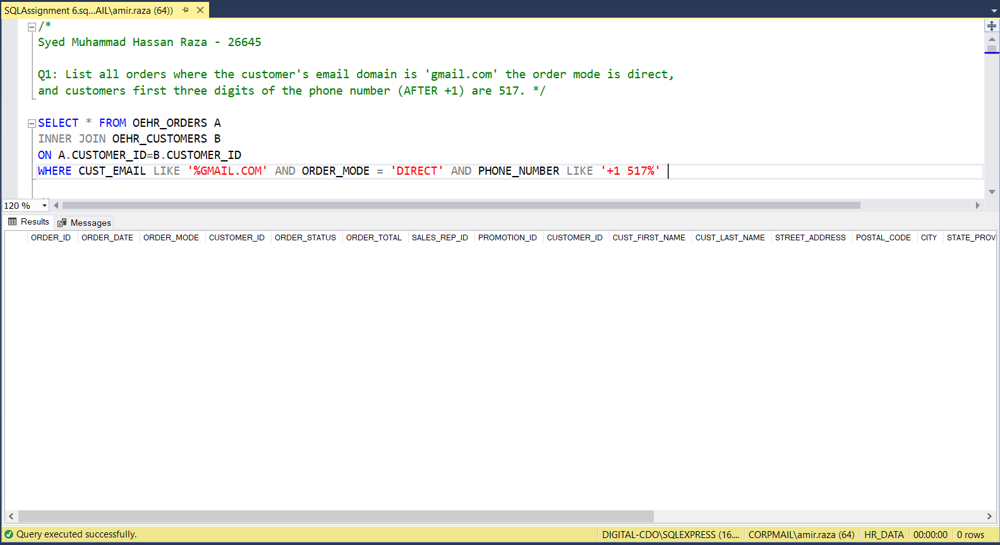 SQLAssignment 6.sq...AIL\amir.raza (64))
/*
Syed Muhammad Hassan Raza - 26645
Q1: List all orders where the customer's email domain is 'gmail.com' the order mode is direct,
and customers first three digits of the phone number (AFTER +1) are 517. */
SELECT * FROM OEHR_ORDERS A
INNER JOIN OEHR_CUSTOMERS B
ON A.CUSTOMER_ID=B.CUSTOMER_ID
WHERE CUST_EMAIL LIKE '%GMAIL.COM' AND ORDER_MODE = 'DIRECT' AND PHONE_NUMBER LIKE '+1 517%'
120 %
Results Messages
ORDER_ID ORDER_DATE ORDER_MODE CUSTOMER_ID ORDER_STATUS ORDER_TOTAL SALES_REP_ID PROMOTION_ID CUSTOMER_ID CUST_FIRST_NAME CUST_LAST_NAME STREET_ADDRESS POSTAL_CODE CITY STATE_PROV
Query executed successfully. DIGITAL-CDO\SQLEXPRESS (16.... CORPMAIL\amir.raza (64) HR_DATA 00:00:00 0 rows